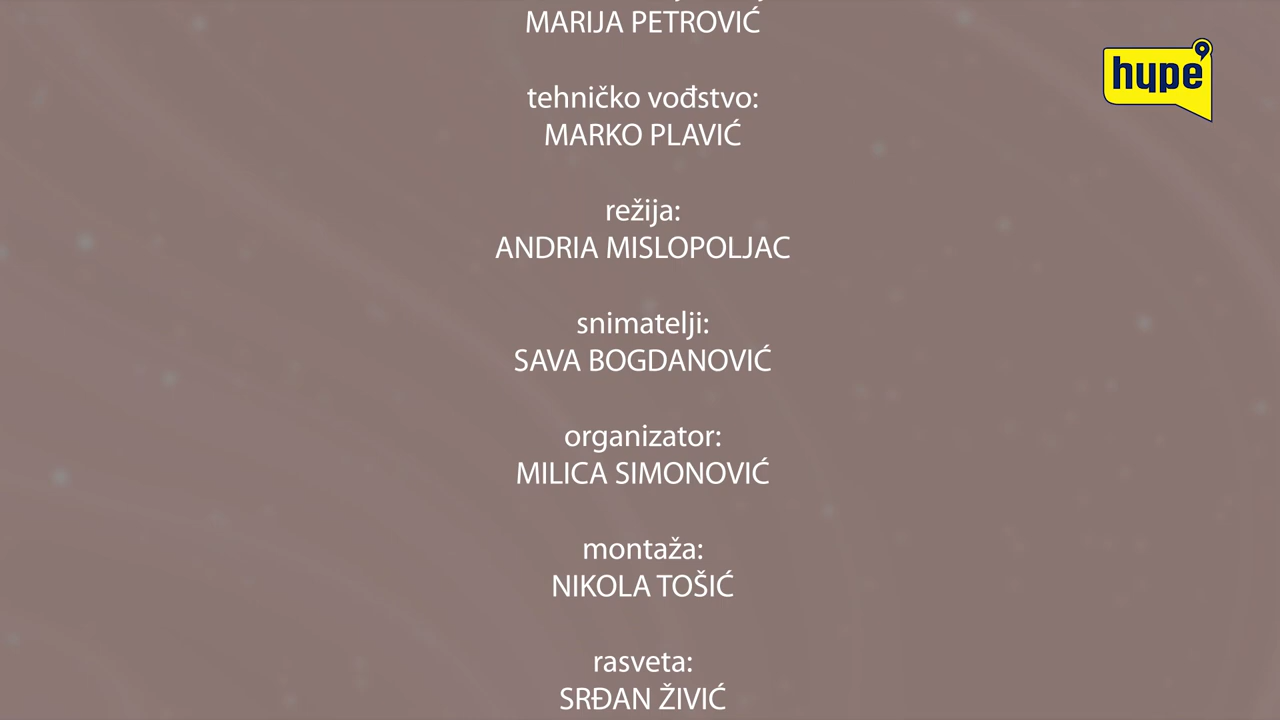 MARIJA PETROVIĆ
hype 9
tehničko vođstvo:
MARKO PLAVIĆ
režija:
ANDRIA MISLOPOLJAC
snimatelji:
SAVA BOGDANOVIĆ
organizator:
MILICA SIMONOVIĆ
montaža:
NIKOLA TOŠIĆ
rasveta:
SRĐAN ŽIVIĆ